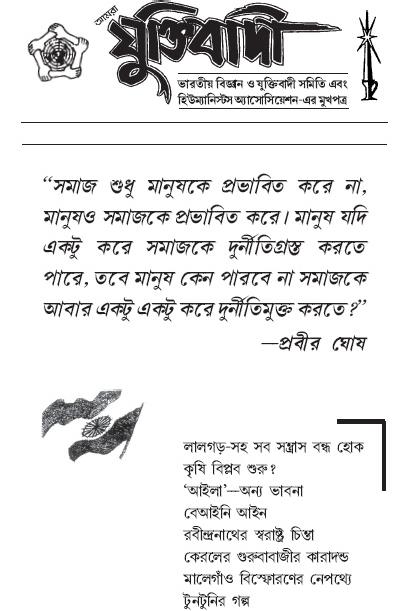 আমরা
যুক্তিবাদী
ভারতীয় বিজ্ঞান ও যুক্তিবাদী সমিতি এবং
হিউম্যানিস্টস অ্যাসোসিয়েশন-এর মুখপত্র
“সমাজ শুধু মানুষকে প্রভাবিত করে না,
মানুষও সমাজকে প্রভাবিত করে। মানুষ যদি
একটু করে সমাজকে দুর্নীতিগ্রস্ত করতে
পারে, তবে মানুষ কেন পারবে না সমাজকে
আবার একটু একটু করে দুর্নীতিমুক্ত করতে?”
—প্রবীর ঘোষ
লালগড়-সহ সব সন্ত্রাস বন্ধ হোক
কৃষি বিপ্লব শুরু?
‘আইলা’—অন্য ভাবনা
বেআইনি আইন
রবীন্দ্রনাথের স্বরাষ্ট্র চিন্তা
কেরলের গুরুবাবাজীর কারাদন্ড
মালেগাঁও বিস্ফোরণের নেপথ্যে
টুনটুনির গল্প